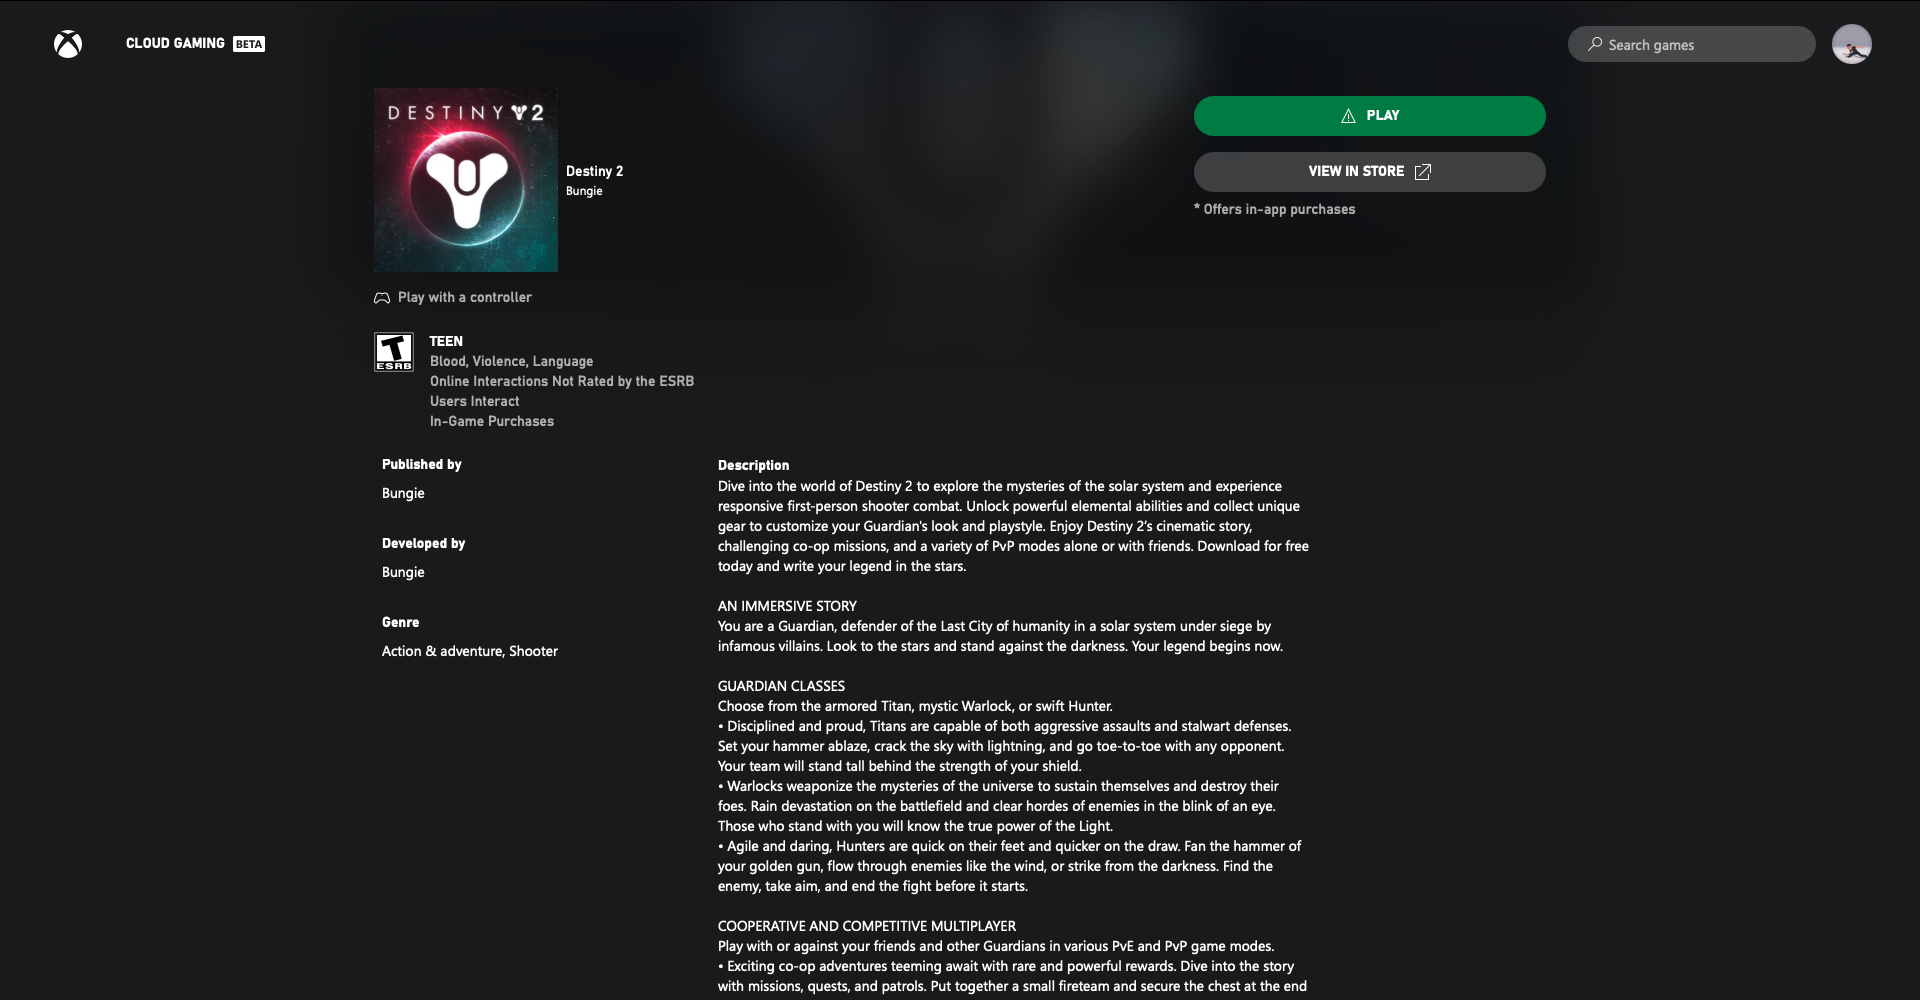 CLOUD GAMING BETA
Search games
DESTINY 2
Destiny 2
Bungie
PLAY
VIEW IN STORE
* Offers in-app purchases
Play with a controller
T
ESRB
TEEN
Blood, Violence, Language
Online Interactions Not Rated by the ESRB
Users Interact
In-Game Purchases
Published by
Bungie
Developed by
Bungie
Genre
Action & adventure, Shooter
Description
Dive into the world of Destiny 2 to explore the mysteries of the solar system and experience
responsive first-person shooter combat. Unlock powerful elemental abilities and collect unique
gear to customize your Guardian's look and playstyle. Enjoy Destiny 2’s cinematic story,
challenging co-op missions, and a variety of PvP modes alone or with friends. Download for free
today and write your legend in the stars.
AN IMMERSIVE STORY
You are a Guardian, defender of the Last City of humanity in a solar system under siege by
infamous villains. Look to the stars and stand against the darkness. Your legend begins now.
GUARDIAN CLASSES
Choose from the armored Titan, mystic Warlock, or swift Hunter.
• Disciplined and proud, Titans are capable of both aggressive assaults and stalwart defenses.
Set your hammer ablaze, crack the sky with lightning, and go toe-to-toe with any opponent.
Your team will stand tall behind the strength of your shield.
• Warlocks weaponize the mysteries of the universe to sustain themselves and destroy their
foes. Rain devastation on the battlefield and clear hordes of enemies in the blink of an eye.
Those who stand with you will know the true power of the Light.
• Agile and daring, Hunters are quick on their feet and quicker on the draw. Fan the hammer of
your golden gun, flow through enemies like the wind, or strike from the darkness. Find the
enemy, take aim, and end the fight before it starts.
COOPERATIVE AND COMPETITIVE MULTIPLAYER
Play with or against your friends and other Guardians in various PvE and PvP game modes.
• Exciting co-op adventures teeming await with rare and powerful rewards. Dive into the story
with missions, quests, and patrols. Put together a small fireteam and secure the chest at the end